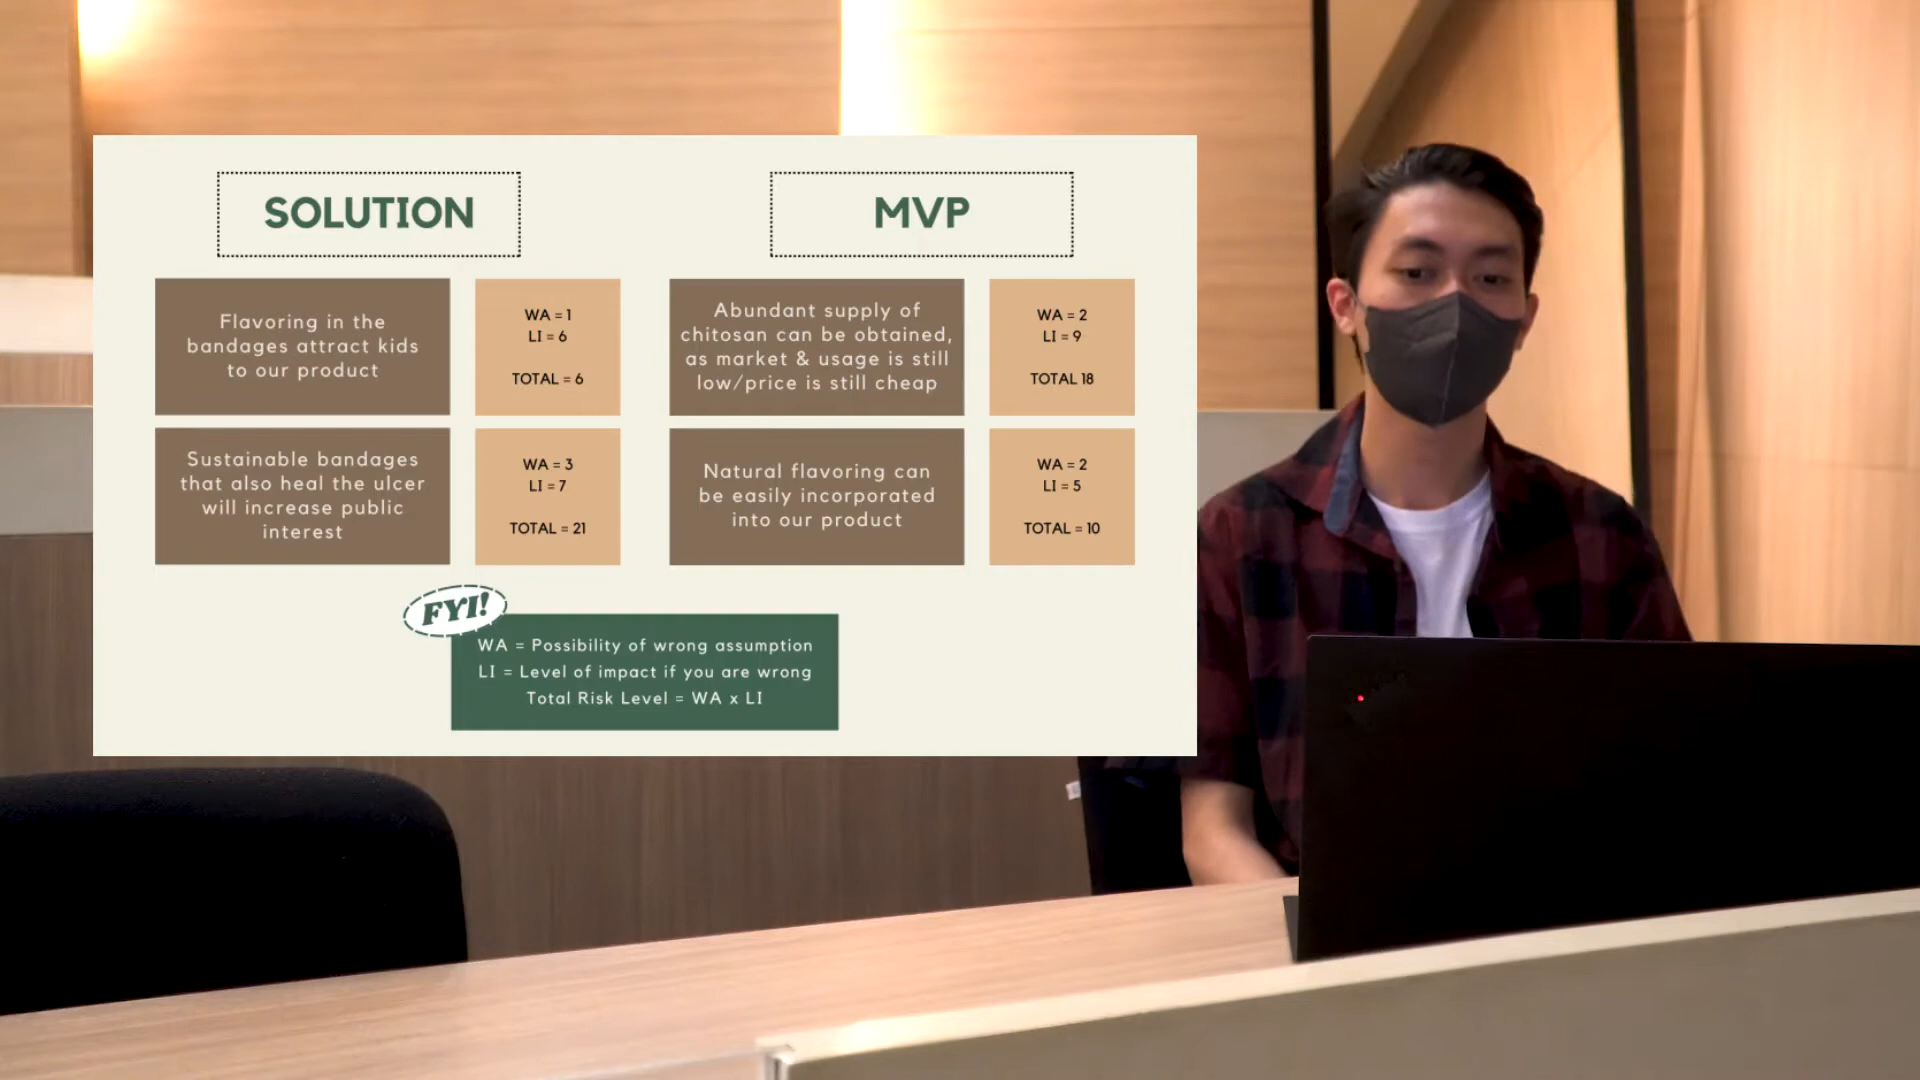 SOLUTION
Flavoring in the
bandages attract kids
to our product
WA = 1
LI = 6
TOTAL = 6
Sustainable bandages
that also heal the ulcer
will increase public
interest
WA = 3
LI = 7
TOTAL = 21
MVP
Abundant supply of
chitosan can be obtained,
as market & usage is still
low/price is still cheap
WA = 2
LI = 9
TOTAL 18
Natural flavoring can
be easily incorporated
into our product
WA = 2
LI = 5
TOTAL = 10
FYI!
WA = Possibility of wrong assumption
LI = Level of impact if you are wrong
Total Risk Level = WA x LI